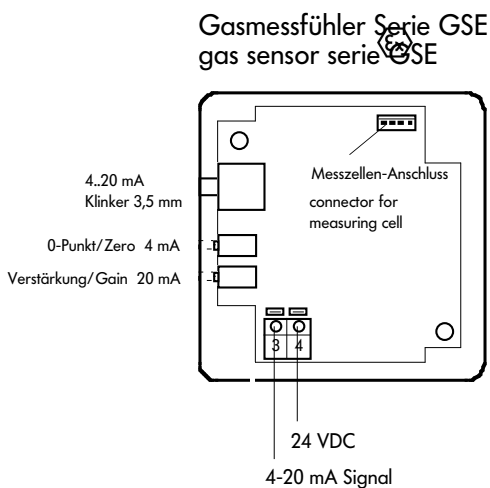 Gasmessfühler Serie GSE
gas sensor serie GSE
εx
Messzellen-Anschluss
connector for
measuring cell
4..20 mA
Klinker 3,5 mm
0-Punkt/Zero 4 mA
Verstärkung/Gain 20 mA
3 4
24 VDC
4-20 mA Signal